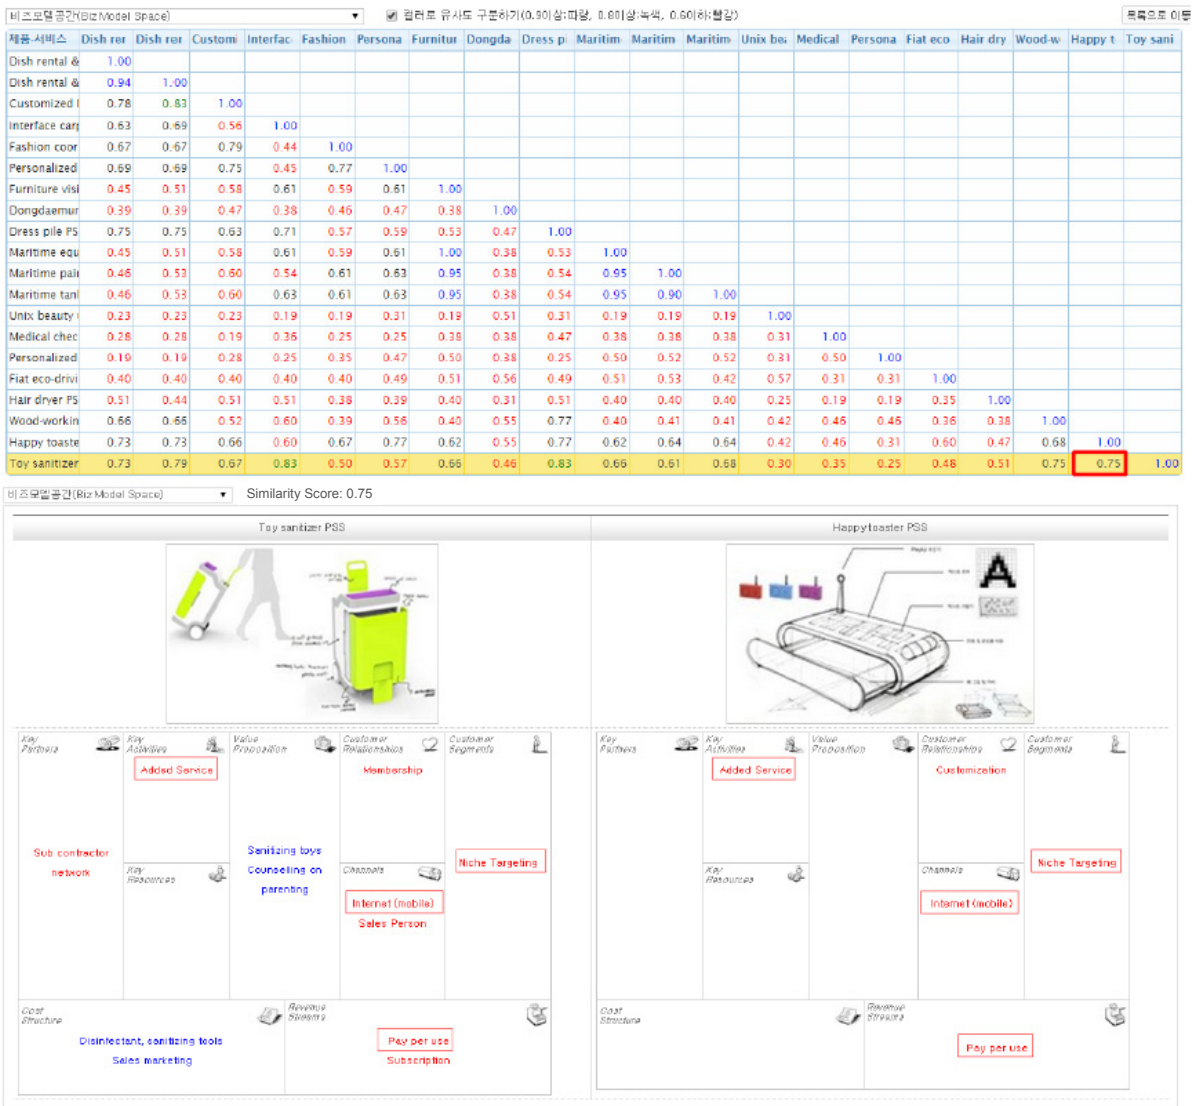 비즈모델공간(Biz Model Space)
컬러로 유사도 구분하기(0.90이상:파랑, 0.80이상:녹색, 0.60이하:빨강)
목록으로 이동
제품-서비스 Dish rer Dish rer Customi Interfac Fashion Persona Furnitur Dongda Dress pi Maritim Maritim Maritim Unix bea Medical Persona Fiat eco Hair dry Wood-w Happy t Toy sani
Dish rental & 1.00
Dish rental & 0.94 1.00
Customized 0.78 0.83 1.00
Interface carp 0.63 0.69 0.56 1.00
Fashion coor 0.67 0.67 0.79 0.44 1.00
Personalized 0.69 0.69 0.75 0.45 0.77 1.00
Furniture visi 0.45 0.51 0.58 0.61 0.59 0.61 1.00
Dongdaemur 0.39 0.39 0.47 0.38 0.46 0.47 0.38 1.00
Dress pile PS 0.75 0.75 0.63 0.71 0.57 0.59 0.53 0.47 1.00
Maritime equ 0.45 0.51 0.58 0.61 0.59 0.61 1.00 0.38 0.53 1.00
Maritime pair 0.46 0.53 0.60 0.54 0.61 0.63 0.95 0.38 0.54 0.95 1.00
Maritime tanl 0.46 0.53 0.60 0.63 0.61 0.63 0.95 0.38 0.54 0.95 0.90 1.00
Unix beauty 0.23 0.23 0.23 0.19 0.19 0.31 0.19 0.51 0.31 0.19 0.19 0.19 1.00
Medical chec 0.28 0.28 0.19 0.36 0.25 0.25 0.38 0.38 0.47 0.38 0.38 0.38 0.31 1.00
Personalized 0.19 0.19 0.28 0.25 0.35 0.47 0.50 0.38 0.25 0.50 0.52 0.52 0.31 0.50 1.00
Fiat eco-drivi 0.40 0.40 0.40 0.40 0.40 0.49 0.51 0.56 0.49 0.51 0.53 0.42 0.57 0.31 0.31 1.00
Hair dryer PS 0.51 0.44 0.51 0.51 0.38 0.39 0.40 0.31 0.51 0.40 0.40 0.40 0.25 0.19 0.19 0.35 1.00
Wood-workin 0.66 0.66 0.52 0.60 0.39 0.56 0.40 0.55 0.77 0.40 0.41 0.41 0.42 0.46 0.46 0.36 0.38 1.00
Happy toaste 0.73 0.73 0.66 0.60 0.67 0.77 0.62 0.55 0.77 0.62 0.64 0.64 0.42 0.46 0.31 0.60 0.47 0.68 1.00
Toy sanitizer 0.73 0.79 0.67 0.83 0.50 0.57 0.66 0.46 0.83 0.66 0.61 0.68 0.30 0.35 0.25 0.48 0.51 0.75 0.75 1.00
비즈모델공간(Biz Model Space)
Similarity Score: 0.75
Toy sanitizer PSS
Happy toaster PSS
A
Key Partners
Key Activities
Value Proposition
Customer Relationships
Customer Segments
Added Service
Membership
Sub contractor
network
Sanitizing toys
Counselling on
parenting
Niche Targeting
Key Resources
Channels
Internet (mobile)
Sales Person
Cost Structure
Revenue Streams
Disinfectant, sanitizing tools
Sales marketing
Pay per use
Subscription
Key Partners
Key Activities
Value Proposition
Customer Relationships
Customer Segments
Added Service
Customization
Niche Targeting
Key Resources
Channels
Internet (mobile)
Cost Structure
Revenue Streams
Pay per use